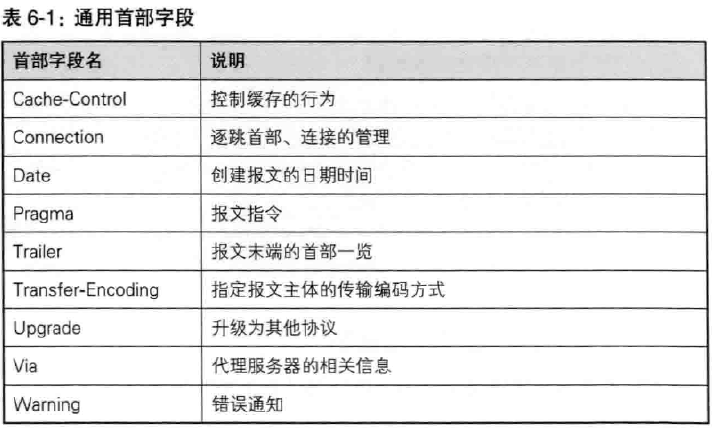 表 6-1：通用首部字段
首部字段名 说明
Cache-Control 控制缓存的行为
Connection 逐跳首部、连接的管理
Date 创建报文的日期时间
Pragma 报文指令
Trailer 报文末端的首部一览
Transfer-Encoding 指定报文主体的传输编码方式
Upgrade 升级为其他协议
Via 代理服务器的相关信息
Warning 错误通知